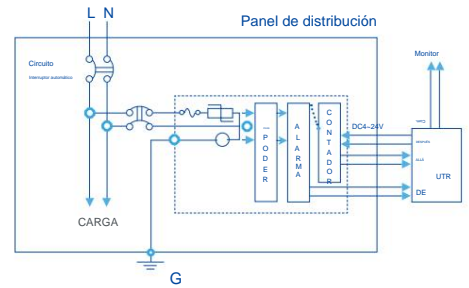 L N
Panel de distribución
Circuito
Interruptor automático
Monitor
PODER
ALARMA
CONTADOR
DC4~24V
UTR
DE
CARGA
G